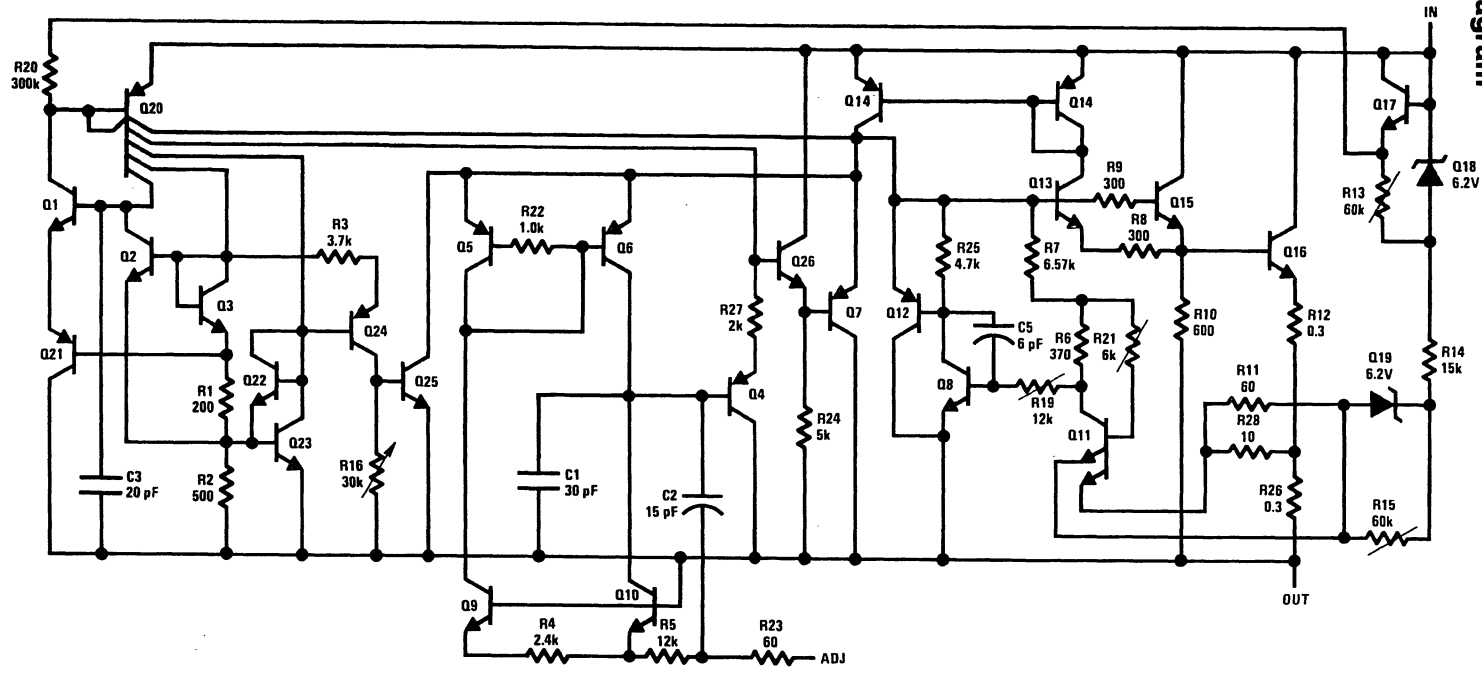 agram
IN
R20
300k
Q20
Q14
Q14
Q17
Q18
6.2V
R13
60k
Q1
Q2
R3
3.7k
Q5
R22
1.0k
Q6
Q13
R9
300
Q15
R8
300
Q16
Q3
Q26
R25
4.7k
R7
6.57k
Q21
Q24
R27
2k
Q7
Q12
C5
6 pF
R6
370
R21
6k
R10
600
R12
0.3
R1
200
Q22
Q25
Q4
Q8
R19
12k
R11
60
Q19
6.2V
R14
15k
Q23
R24
5k
Q11
R28
10
C3
20 pF
R2
500
R16
30k
C1
30 pF
C2
15 pF
R26
0.3
R15
60k
Q9
Q10
OUT
R4
2.4k
R5
12k
R23
60
ADJ